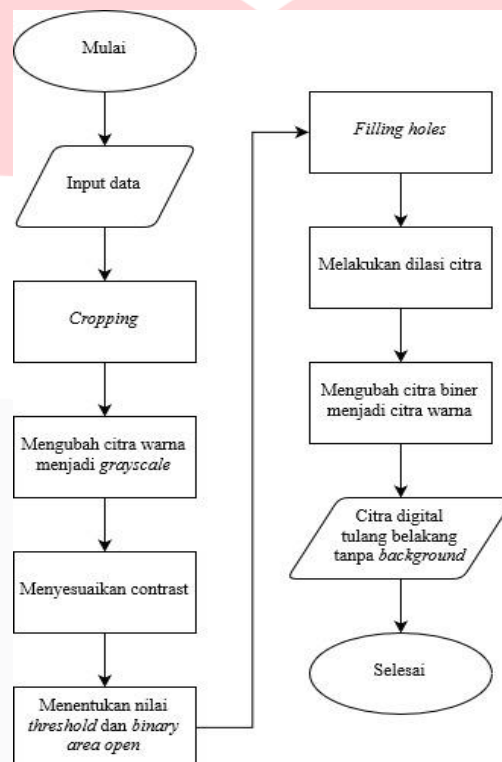 Mulai
Input data
Cropping
Mengubah citra warna
menjadi grayscale
Menyesuaikan contrast
Menentukan nilai
threshold dan binary
area open
Filling holes
Melakukan dilasi citra
Mengubah citra biner
menjadi citra warna
Citra digital
tulang belakang
tanpa background
Selesai